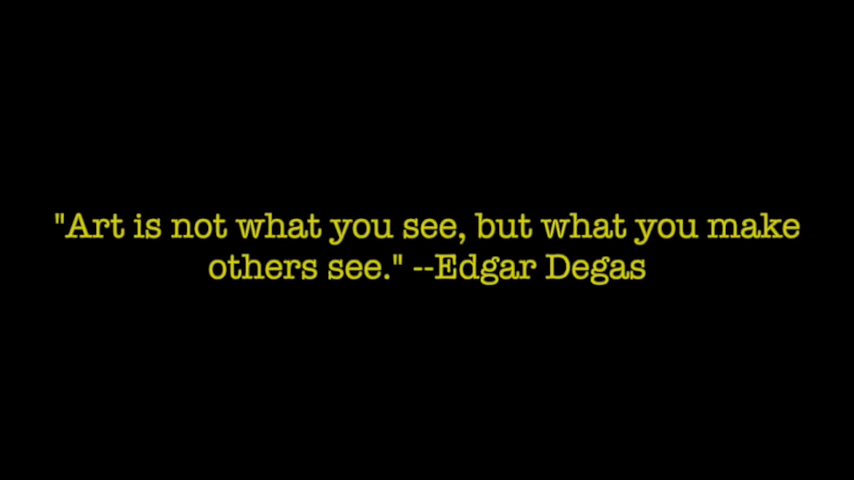 "Art is not what you see, but what you make
others see." --Edgar Degas